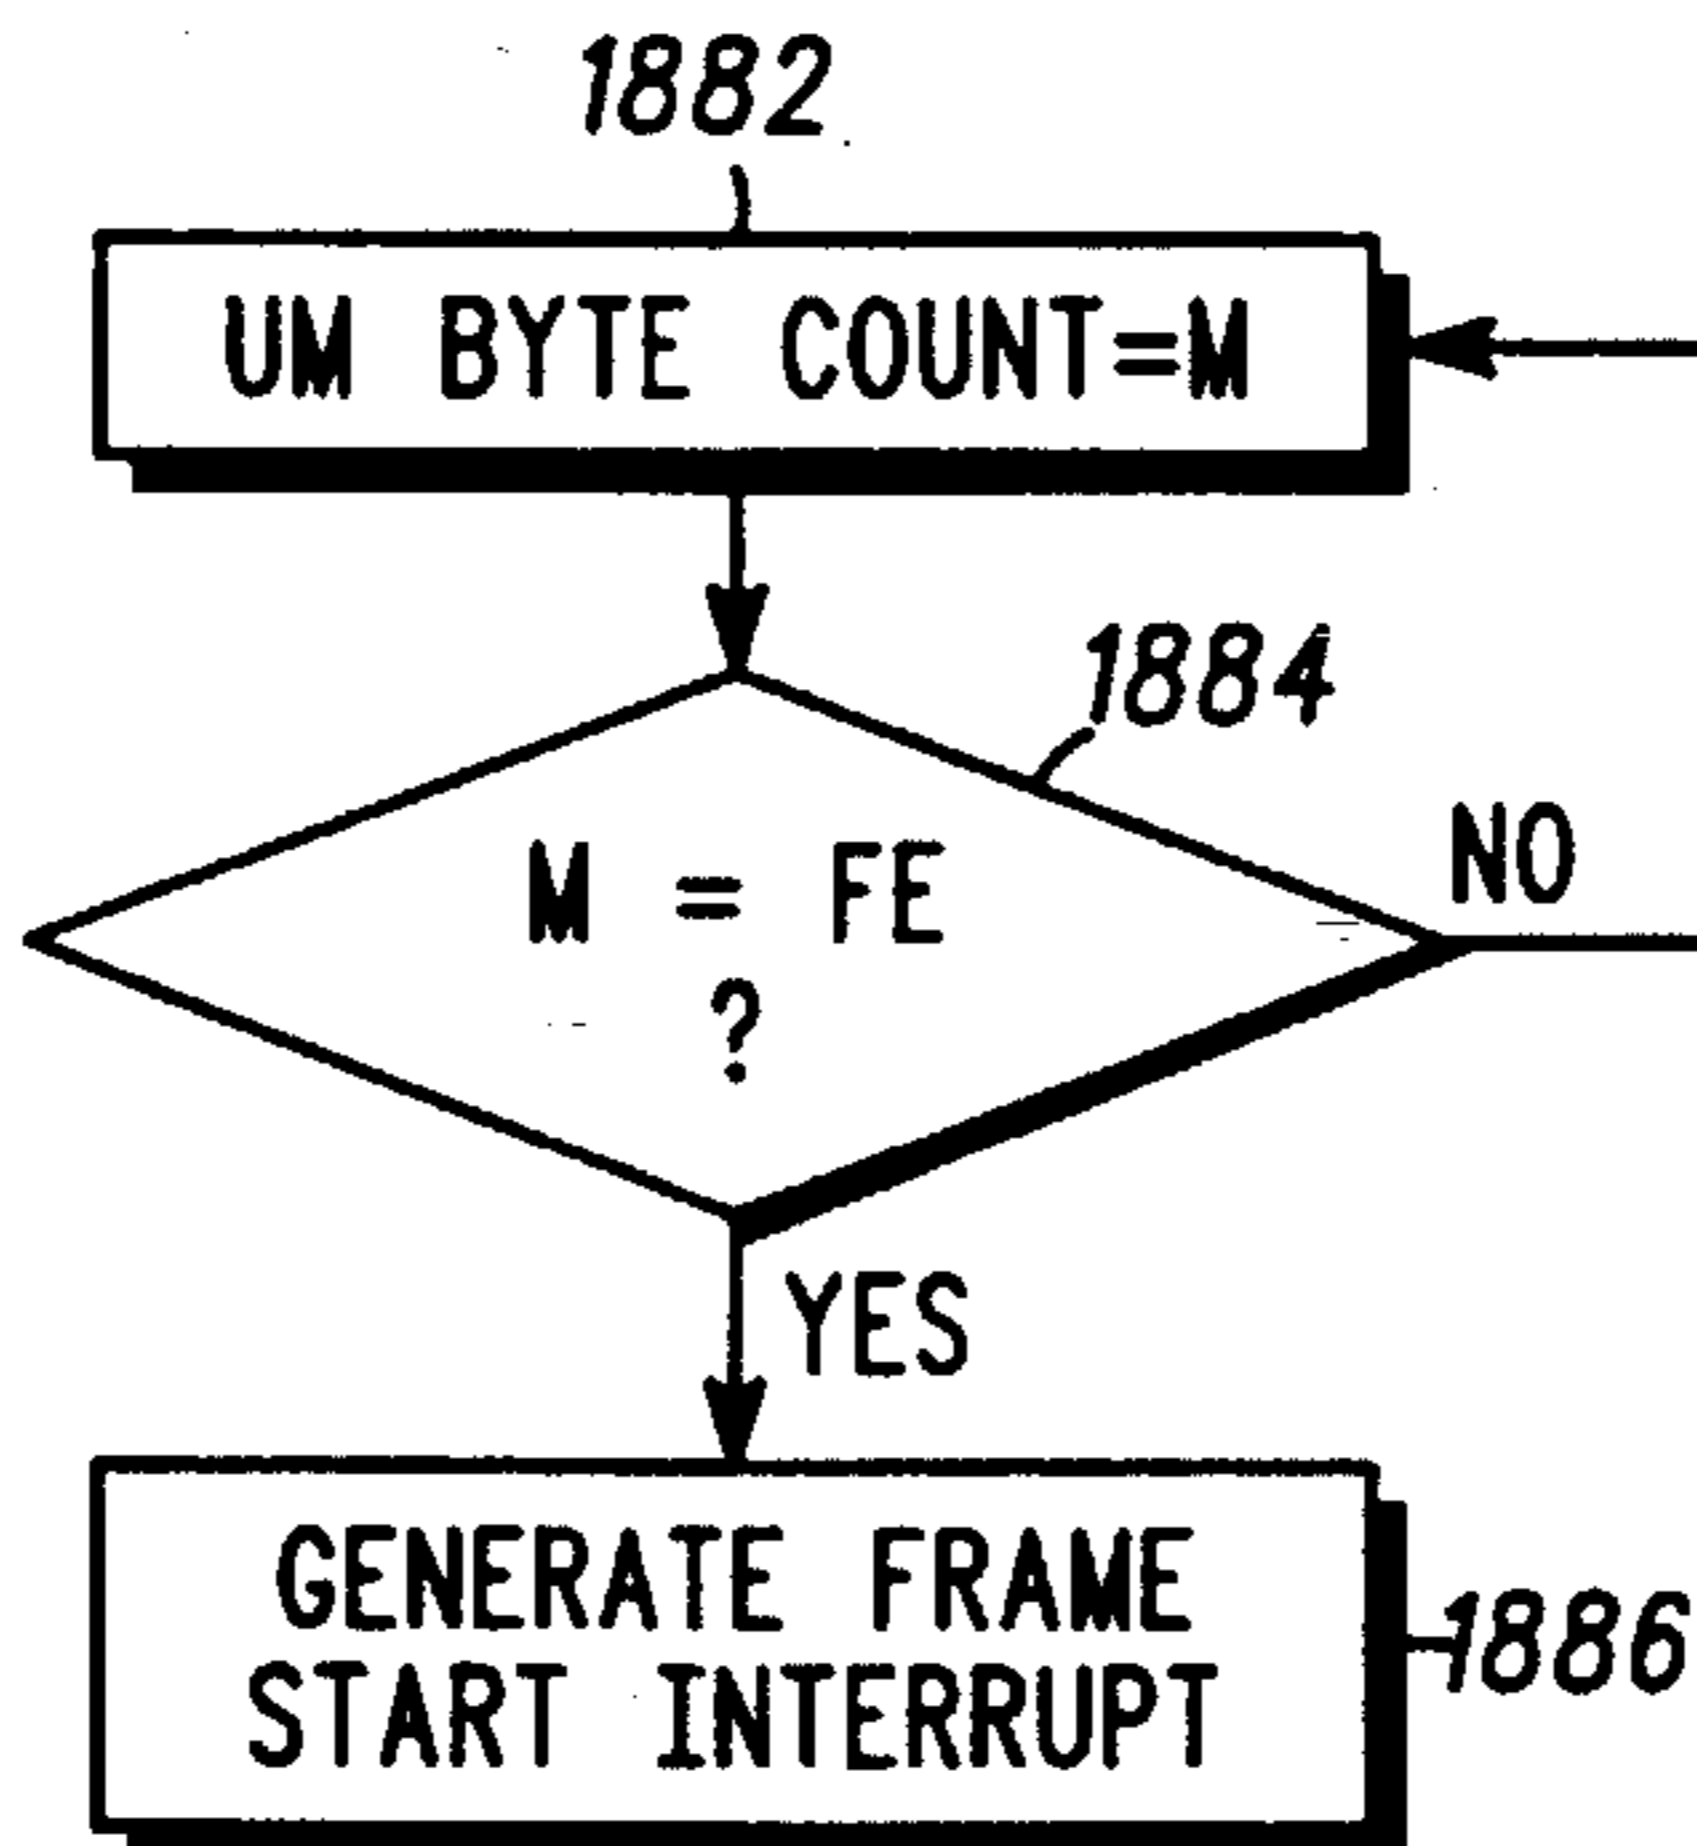 1882
UM BYTE COUNT=M
1884
M = FE
?
NO
YES
GENERATE FRAME
START INTERRUPT
1886